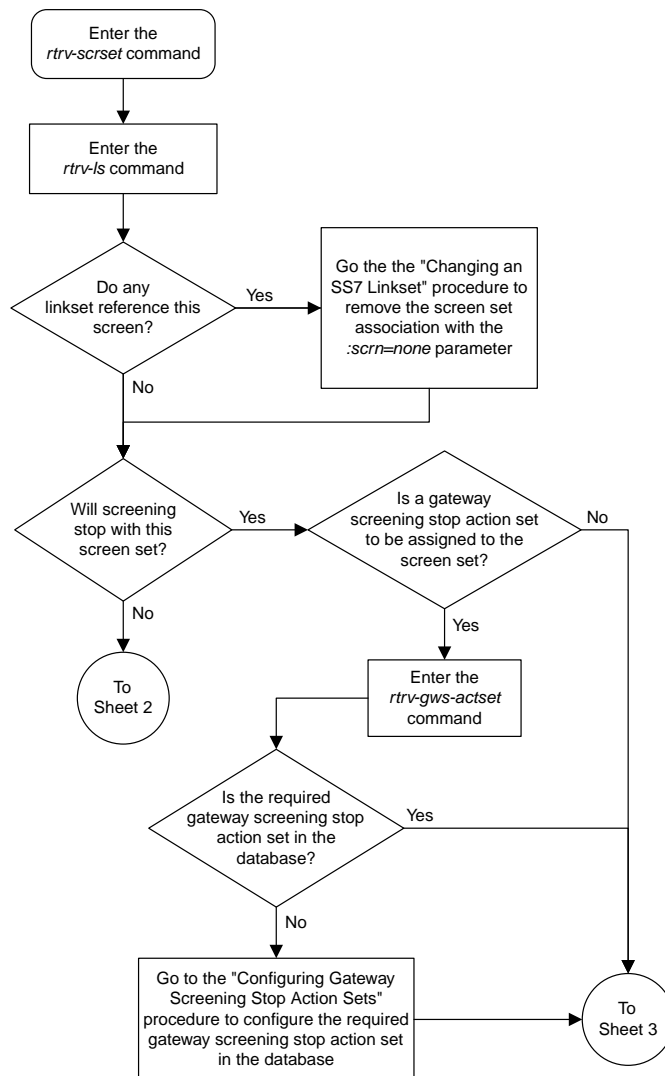 Enter the
rtrv-scrset command
Enter the
rtrv-ls command
Do any
linkset reference this
screen?
Yes
Go the the "Changing an
SS7 Linkset" procedure to
remove the screen set
association with the
:scrn=none parameter
No
Will screening
stop with this
screen set?
Yes
Is a gateway
screening stop action set
to be assigned to the
screen set?
No
No
Yes
To
Sheet 2
Enter the
rtrv-gws-actset
command
Is the required
gateway screening stop
action set in the
database?
Yes
No
Go to the "Configuring Gateway
Screening Stop Action Sets"
procedure to configure the required
gateway screening stop action set
in the database
To
Sheet 3